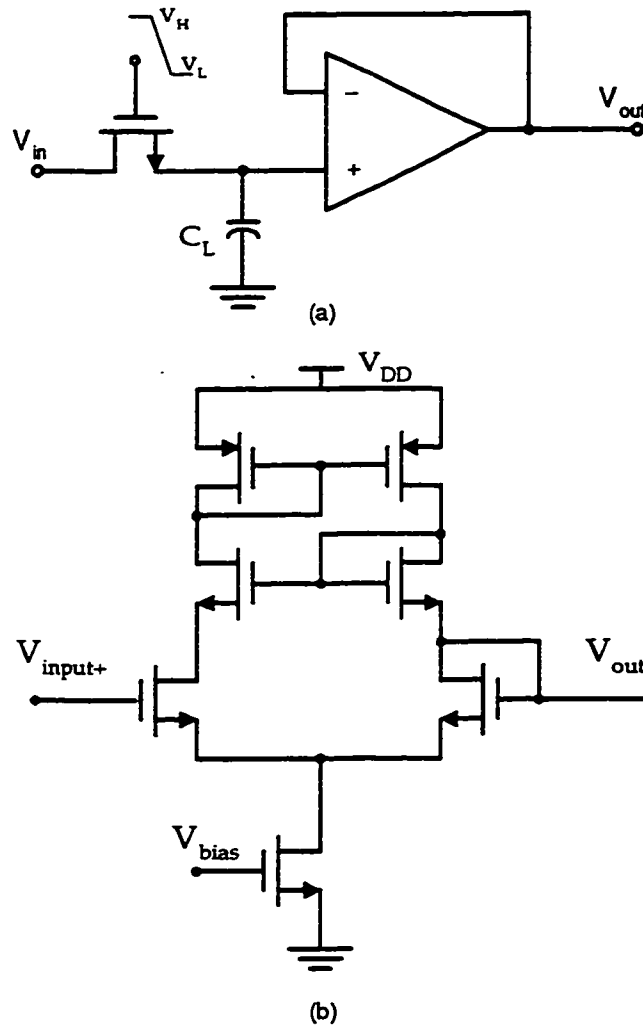 V_H
V_L
V_in
V_out
−
+
C_L
(a)
V_DD
V_input+
V_out
V_bias
(b)